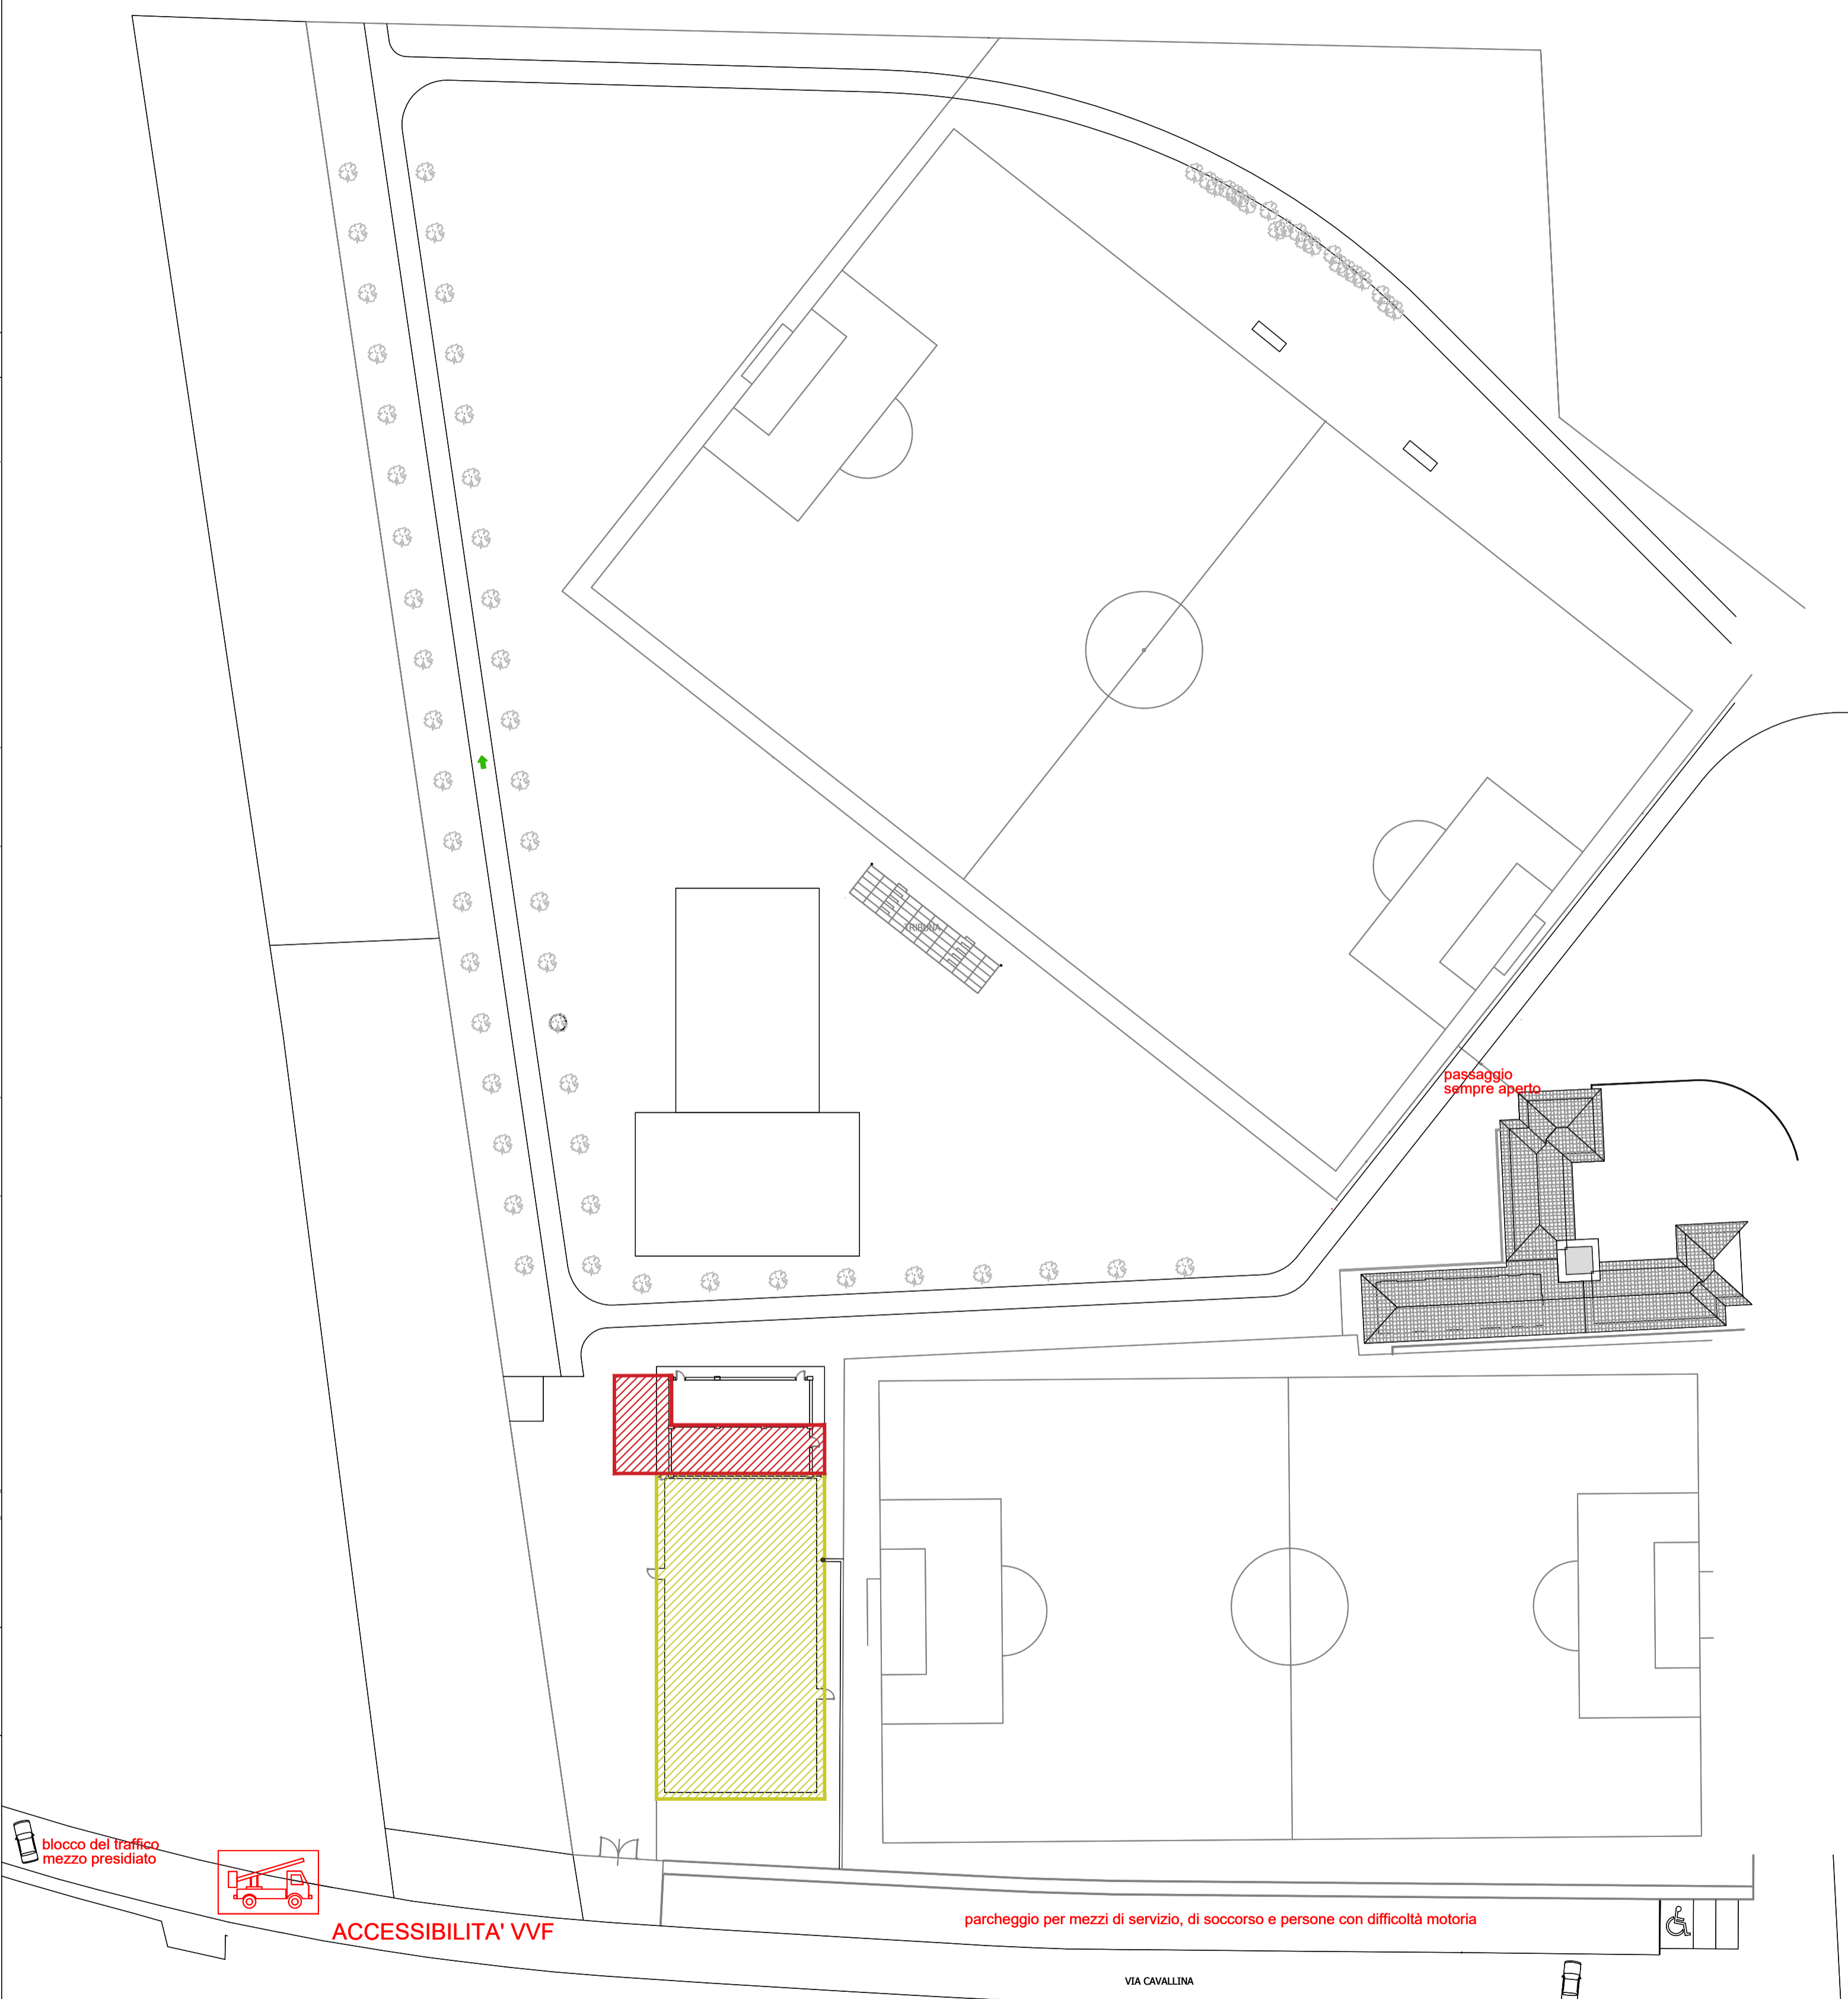 TRIBUNA
passaggio
sempre aperto
blocco del traffico
mezzo presidiato
ACCESSIBILITA' VVF
parcheggio per mezzi di servizio, di soccorso e persone con difficoltà motoria
VIA CAVALLINA